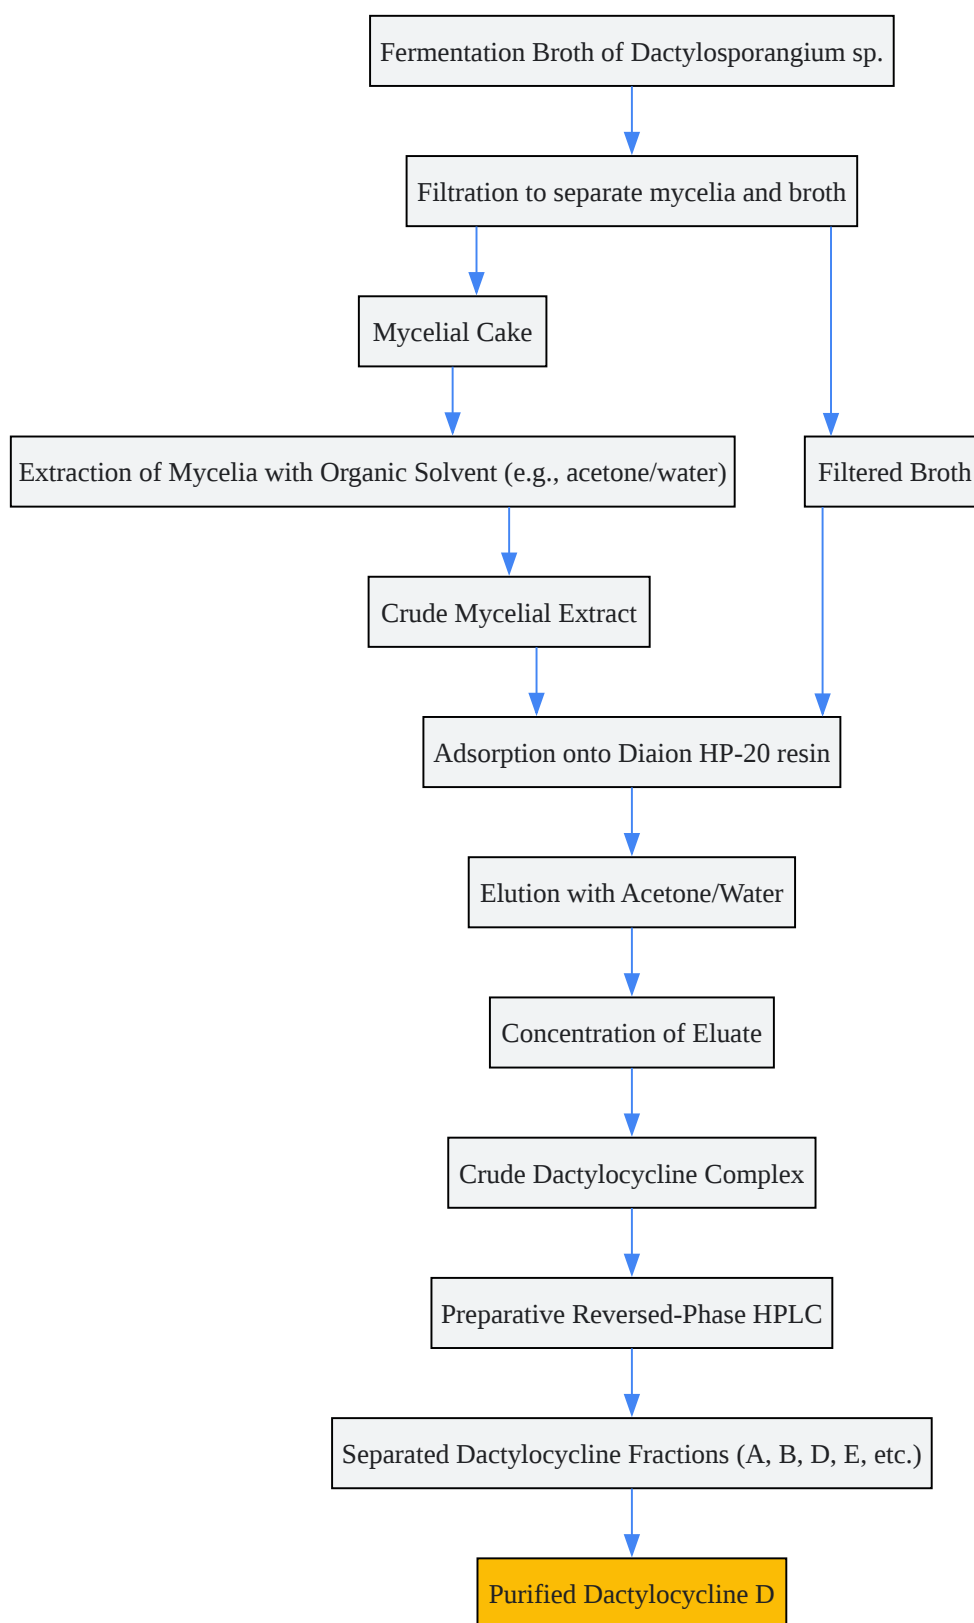 Fermentation Broth of Dactylosporangium sp.
Filtration to separate mycelia and broth
Mycelial Cake
Extraction of Mycelia with Organic Solvent (e.g., acetone/water)
Filtered Broth
Crude Mycelial Extract
Adsorption onto Diaion HP-20 resin
Elution with Acetone/Water
Concentration of Eluate
Crude Dactylocycline Complex
Preparative Reversed-Phase HPLC
Separated Dactylocycline Fractions (A, B, D, E, etc.)
Purified Dactylocycline D